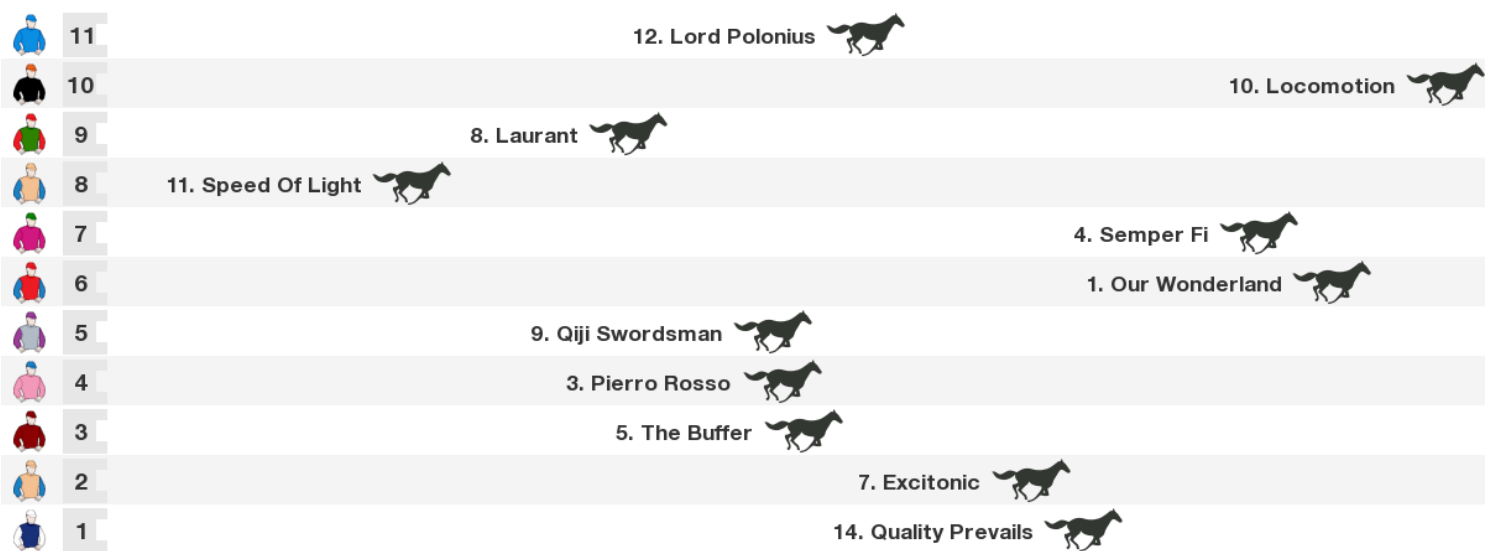 11 12. Lord Polonius
10 10. Locomotion
9 8. Laurant
8 11. Speed Of Light
7 4. Semper Fi
6 1. Our Wonderland
5 9. Qiji Swordsman
4 3. Pierro Rosso
3 5. The Buffer
2 7. Excitonic
1 14. Quality Prevails